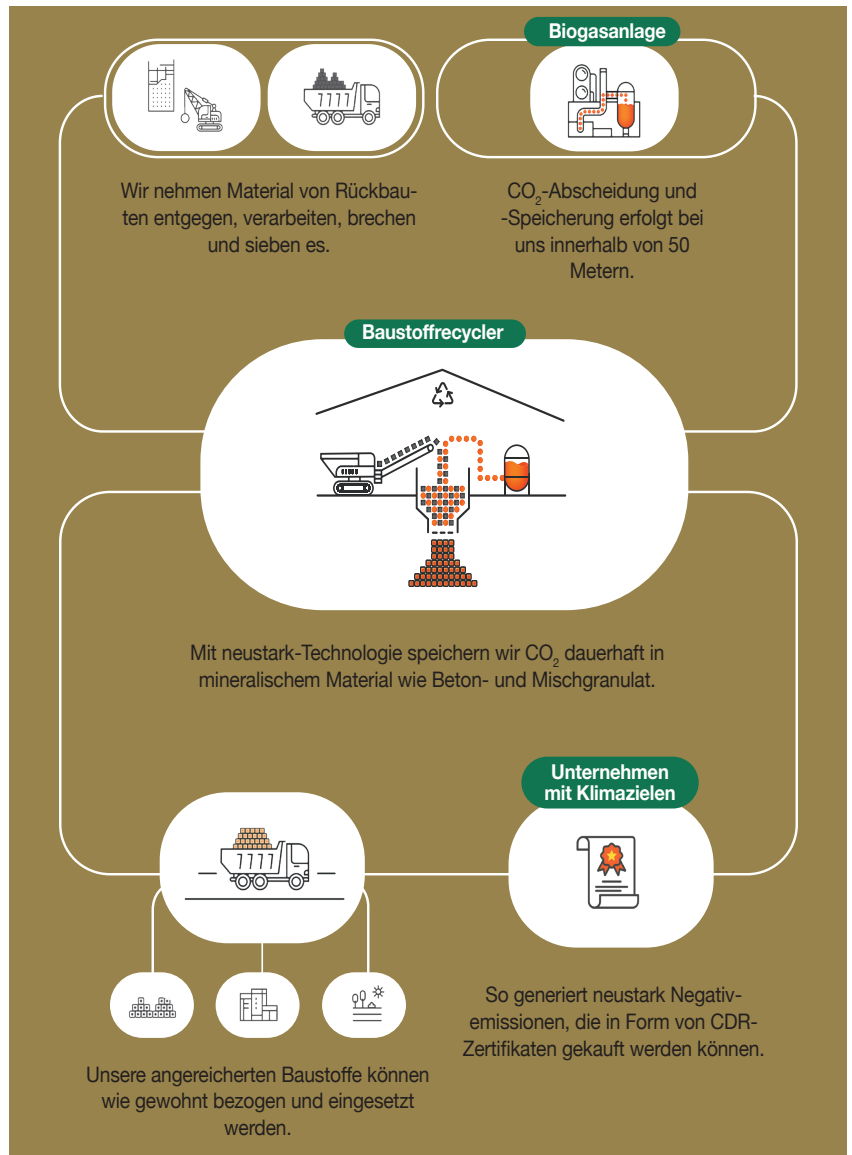 Biogasanlage
Wir nehmen Material von Rückbau-
ten entgegen, verarbeiten, brechen
und sieben es.
CO₂-Abscheidung und
-Speicherung erfolgt bei
uns innerhalb von 50
Metern.
Baustoffrecycler
Mit neustark-Technologie speichern wir CO₂ dauerhaft in
mineralischem Material wie Beton- und Mischgranulat.
Unternehmen
mit Klimazielen
So generiert neustark Negativ-
emissionen, die in Form von CDR-
Zertifikaten gekauft werden können.
Unsere angereicherten Baustoffe können
wie gewohnt bezogen und eingesetzt
werden.